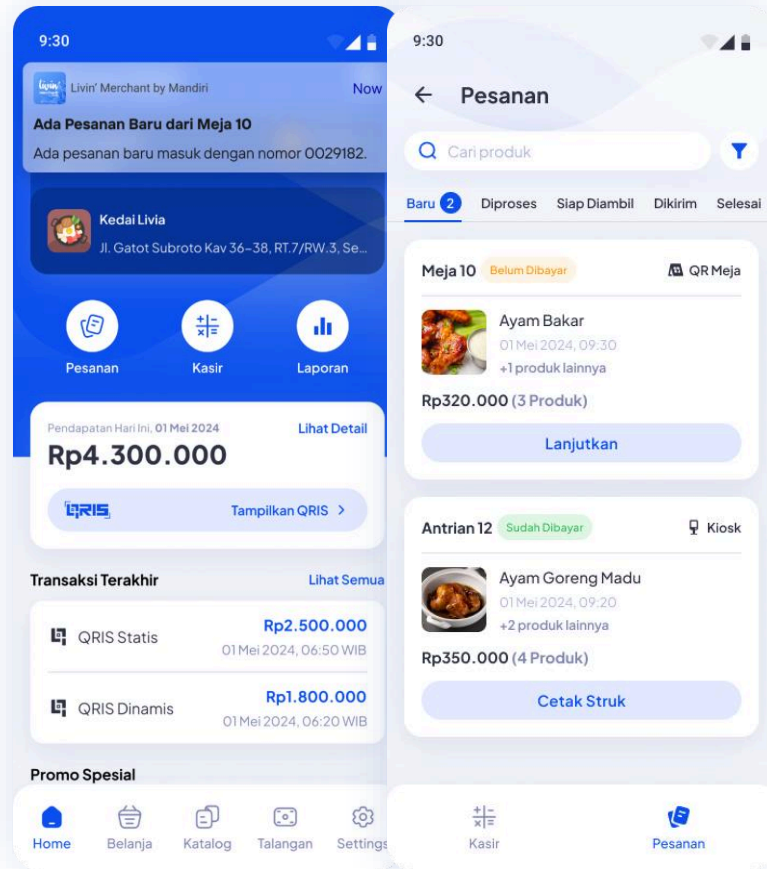 9:30
Livin' Merchant by Mandiri
Now
Ada Pesanan Baru dari Meja 10
Ada pesanan baru masuk dengan nomor 0029182.
Kedai Livia
Jl. Gatot Subroto Kav 36–38, RT.7/RW.3, Se...
Pesanan
Kasir
Laporan
Pendapatan Hari Ini, 01 Mei 2024
Lihat Detail
Rp4.300.000
QRIS
Tampilkan QRIS >
Transaksi Terakhir
Lihat Semua
QRIS Statis
Rp2.500.000
01 Mei 2024, 06:50 WIB
QRIS Dinamis
Rp1.800.000
01 Mei 2024, 06:20 WIB
Promo Spesial
Home
Belanja
Katalog
Talangan
Settings
9:30
Pesanan
Cari produk
Baru 2
Diproses
Siap Diambil
Dikirim
Selesai
Meja 10
Belum Dibayar
QR Meja
Ayam Bakar
01 Mei 2024, 09:30
+1 produk lainnya
Rp320.000 (3 Produk)
Lanjutkan
Antrian 12
Sudah Dibayar
Kiosk
Ayam Goreng Madu
01 Mei 2024, 09:20
+2 produk lainnya
Rp350.000 (4 Produk)
Cetak Struk
Kasir
Pesanan